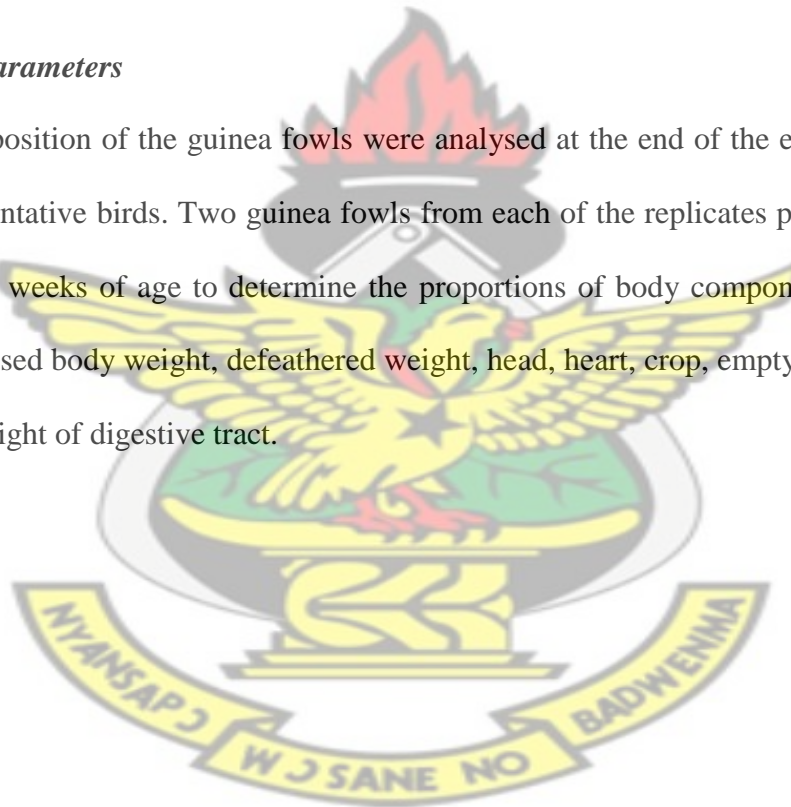 arameters
position of the guinea fowls were analysed at the end of the e
ntative birds. Two guinea fowls from each of the replicates p
weeks of age to determine the proportions of body compon
sed body weight, defeathered weight, head, heart, crop, empty
ight of digestive tract.
NYANSAPƆ
WƆ SANE NO
BADWENMA